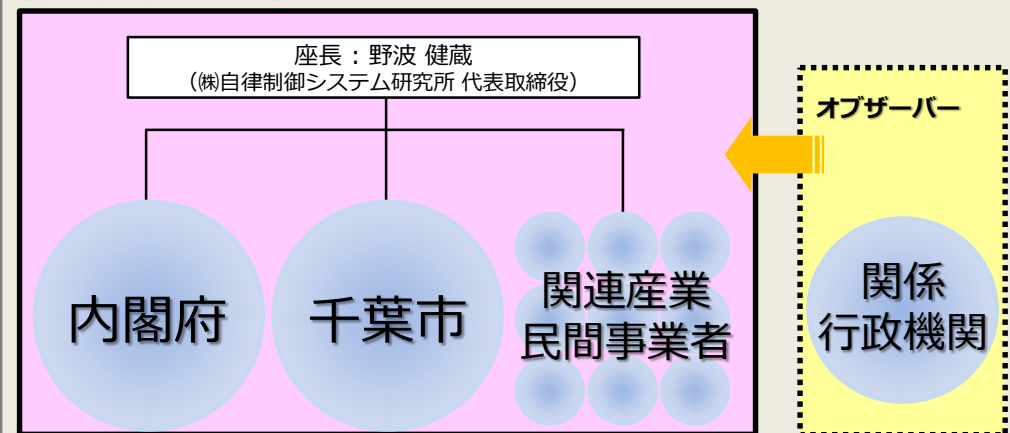 座長：野波 健蔵
（㈱自律制御システム研究所 代表取締役）
オブザーバー
内閣府
千葉市
関連産業
民間事業者
関係
行政機関